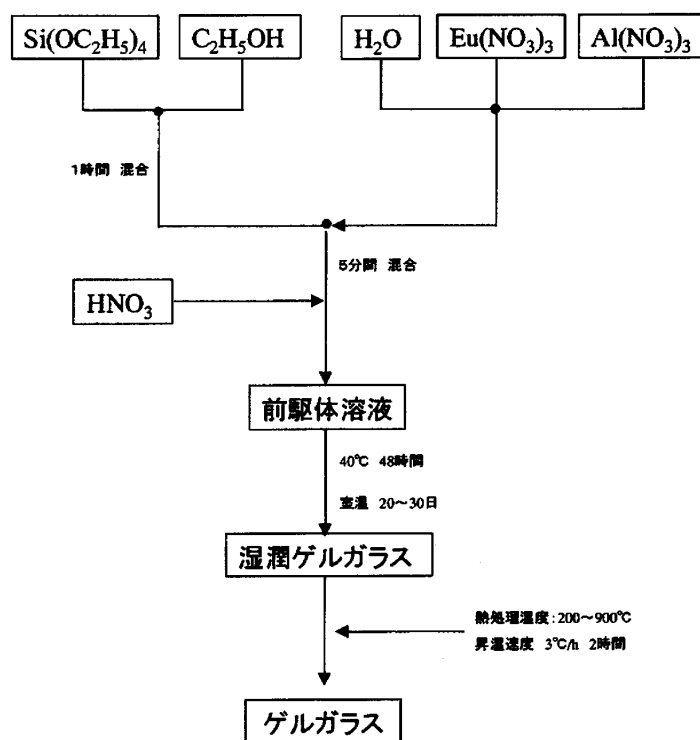 Si(OC₂H₅)₄
C₂H₅OH
H₂O
Eu(NO₃)₃
Al(NO₃)₃
1時間 混合
5分間 混合
HNO₃
前駆体溶液
40℃ 48時間
室温 20～30日
湿潤ゲルガラス
熱処理温度：200～900℃
昇温速度 3℃/h 2時間
ゲルガラス